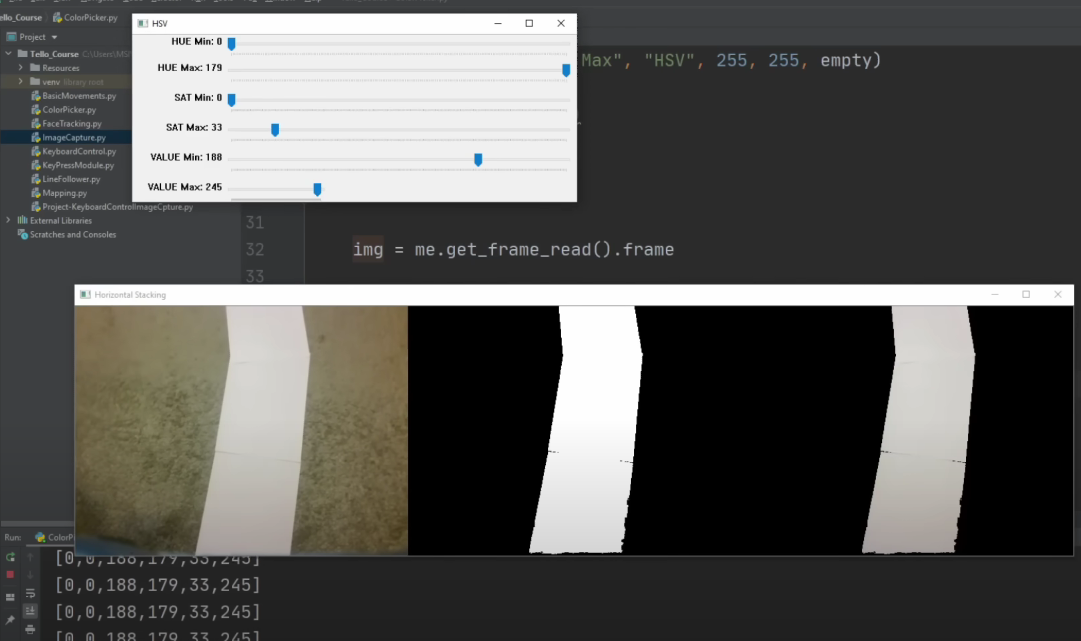 ello_Course
ColorPicker.py
HSV
Project
Tello_Course C:\Users\MS
Resources
venv library root
BasicMovements.py
ColorPicker.py
FaceTracking.py
ImageCapture.py
KeyboardControl.py
KeyPressModule.py
LineFollower.py
Mapping.py
Project-KeyboardControlImageCpture.py
External Libraries
Scratches and Consoles
HUE Min: 0
HUE Max: 179
SAT Min: 0
SAT Max: 33
VALUE Min: 188
VALUE Max: 245
Max", "HSV", 255, 255, empty)
31
32 img = me.get_frame_read().frame
33
Horizontal Stacking
Run: ColorP
[0,0,188,179,33,245]
[0,0,188,179,33,245]
[0,0,188,179,33,245]
[0,0,188,179,33,245]